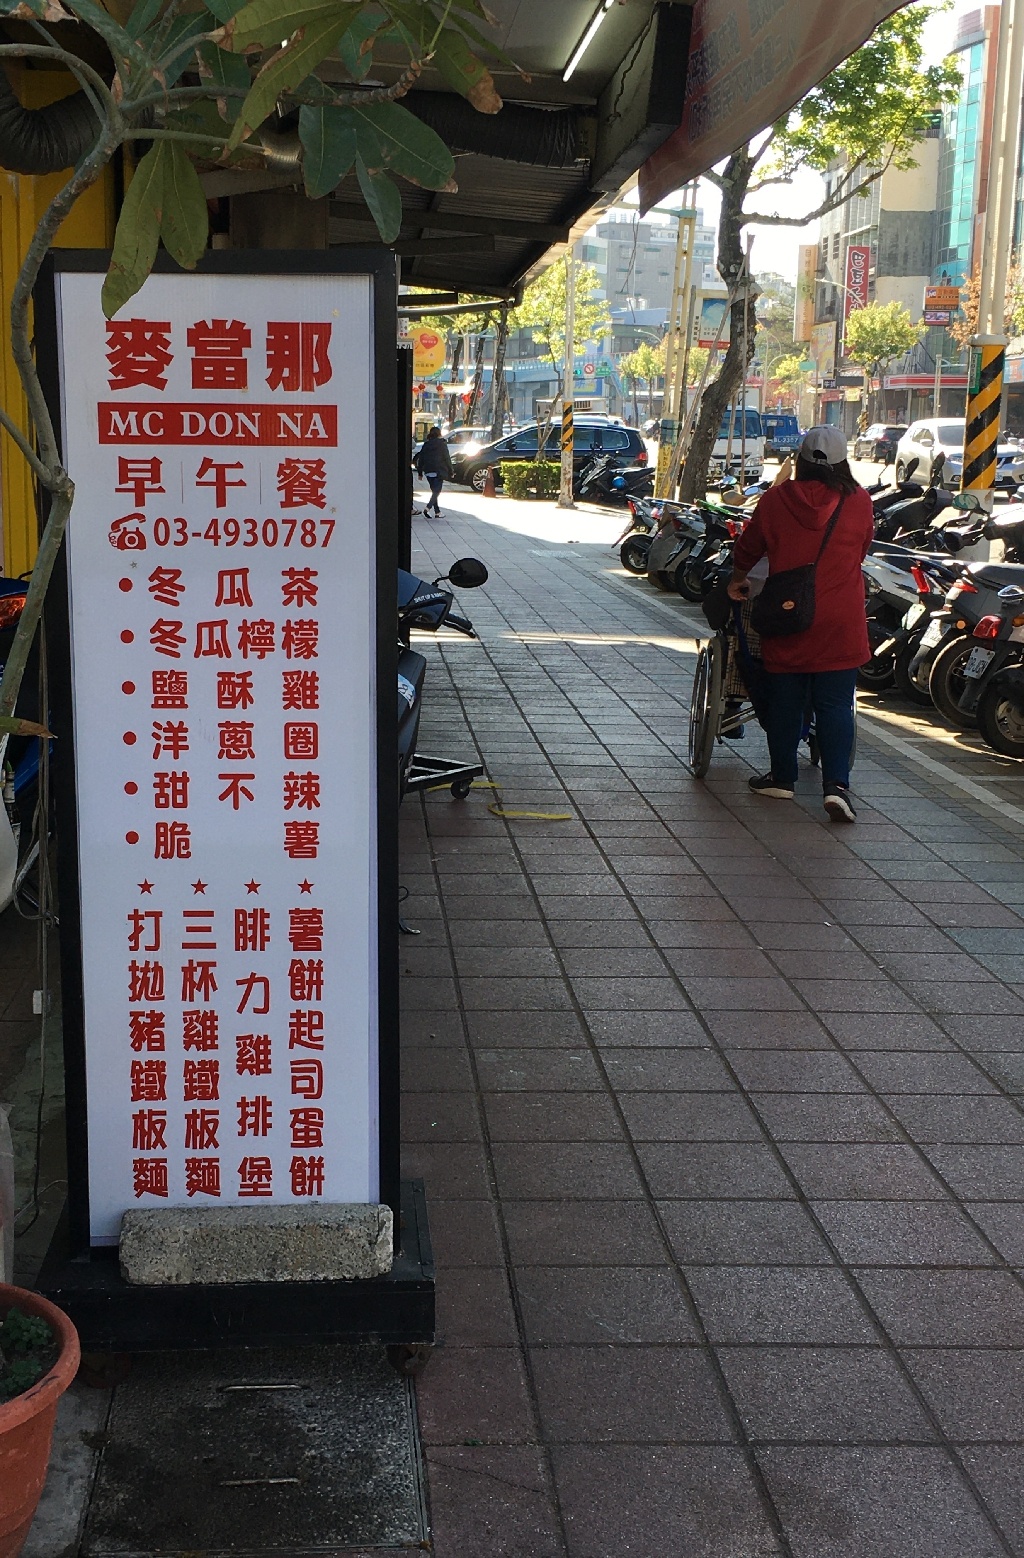 麥當那
MC DON NA
早午餐
03-4930787
• 冬瓜茶
• 冬瓜檸檬
• 鹽酥雞
• 洋蔥圈
• 甜不辣
• 脆薯
★ ★ ★ ★
薯餅起司蛋餅
腓力雞排堡
三杯雞鐵板麵
打拋豬鐵板麵